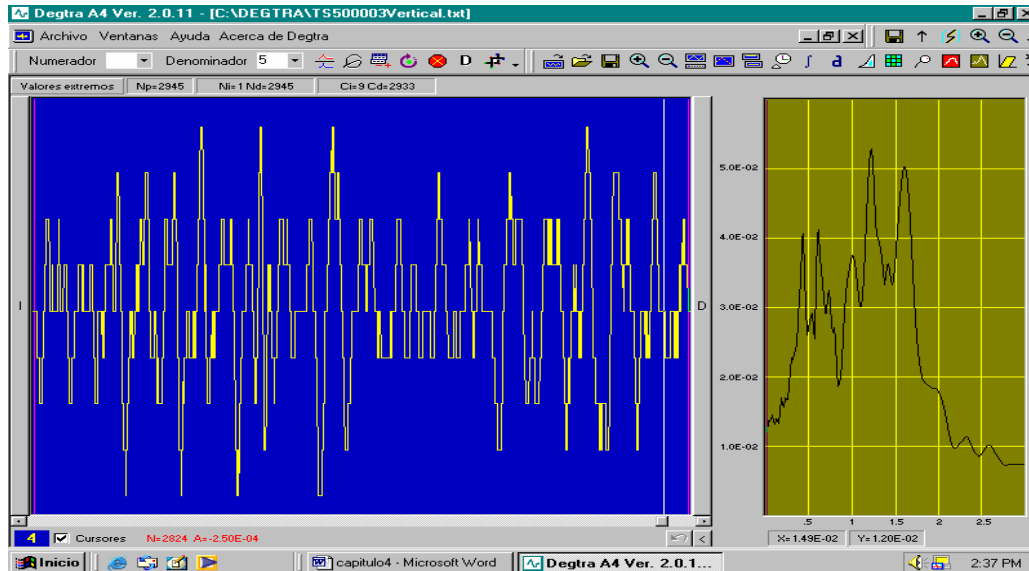 Degtra A4 Ver. 2.0.11 - [C:\DEGTRA\TS500003Vertical.txt]
Archivo Ventanas Ayuda Acerca de Degtra
Numerador Denominador 5 D ∫ a
Valores extremos Np=2945 Ni=1 Nd=2945 Ci=9 Cd=2933
I
D
5.0E-02
4.0E-02
3.0E-02
2.0E-02
1.0E-02
.5 1 1.5 2 2.5
4 Cursores N=2824 A=-2.50E-04 < X=1.49E-02 Y=1.20E-02
Inicio capitulo4 - Microsoft Word Degtra A4 Ver. 2.0.1... 2:37 PM